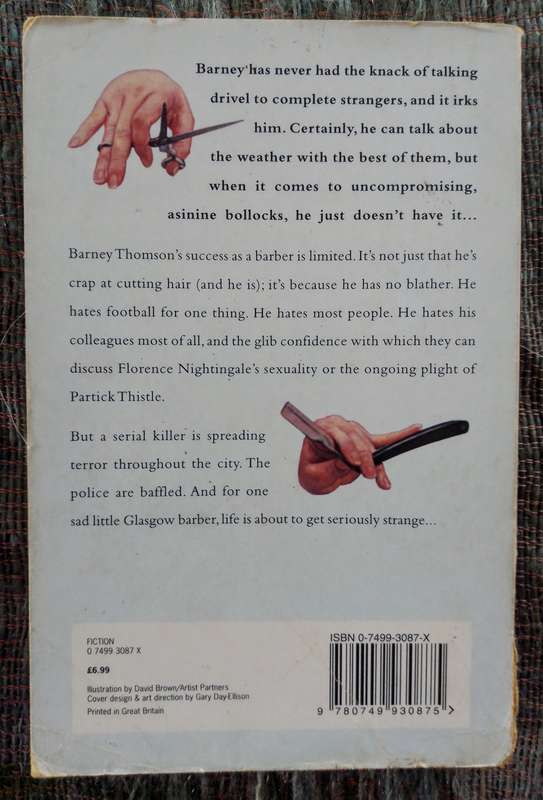 Barney has never had the knack of talking
drivel to complete strangers, and it irks
him. Certainly, he can talk about
the weather with the best of them, but
when it comes to uncompromising,
asinine bollocks, he just doesn't have it...
Barney Thomson's success as a barber is limited. It's not just that he's
crap at cutting hair (and he is); it's because he has no blather. He
hates football for one thing. He hates most people. He hates his
colleagues most of all, and the glib confidence with which they can
discuss Florence Nightingale's sexuality or the ongoing plight of
Partick Thistle.
But a serial killer is spreading
terror throughout the city. The
police are baffled. And for one
sad little Glasgow barber, life is about to get seriously strange...
FICTION
0 7499 3087 X
£6.99
Illustration by David Brown/Artist Partners
Cover design & art direction by Gary Day-Ellison
Printed in Great Britain
ISBN 0-7499-3087-X
9 780749 930875 >